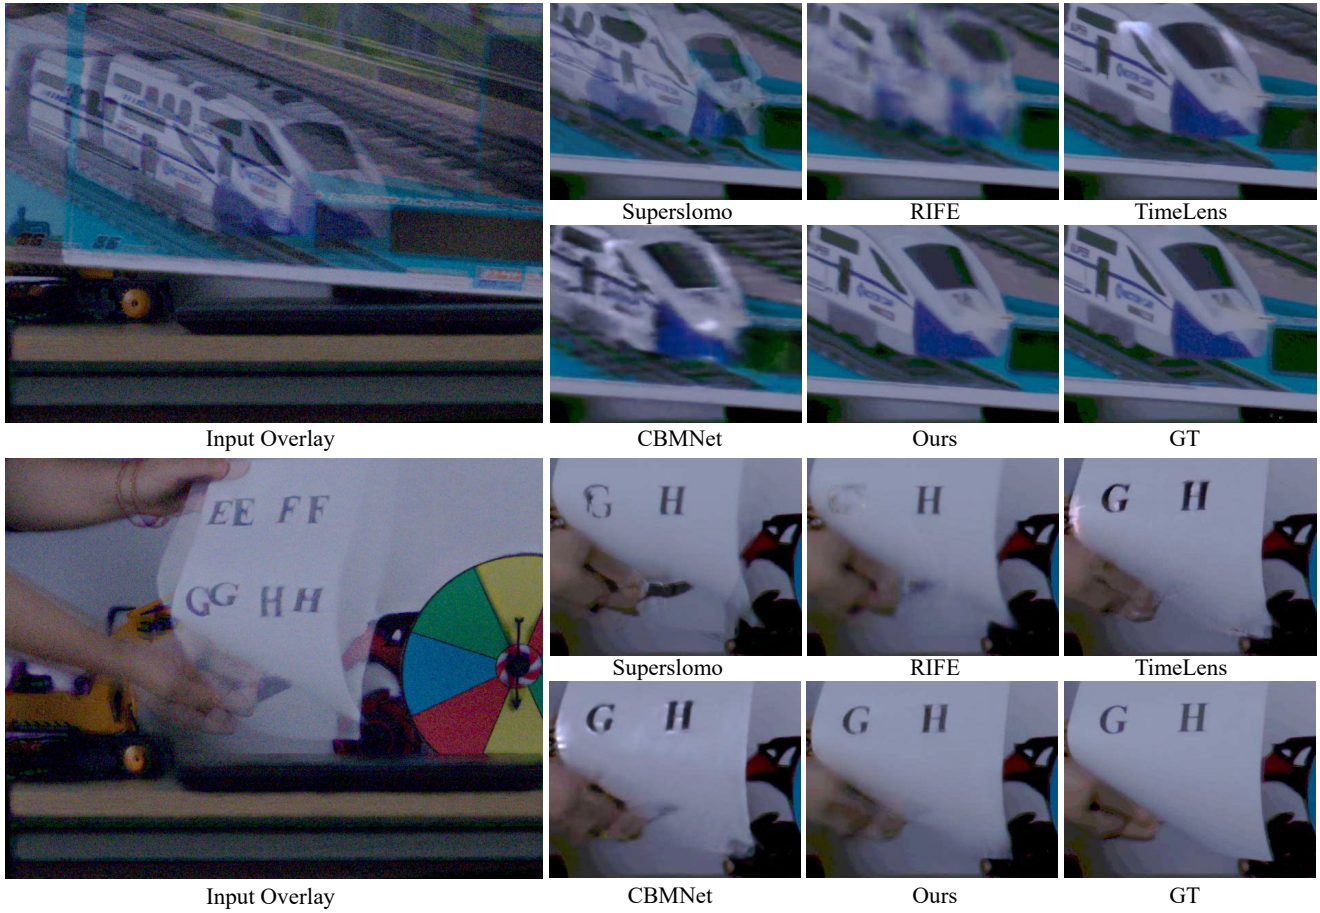 Superslomo RIFE TimeLens
Input Overlay CBMNet Ours GT
EE FF
GG HH
G H
G H
G H
Superslomo RIFE TimeLens
G H
G H
G H
Input Overlay CBMNet Ours GT